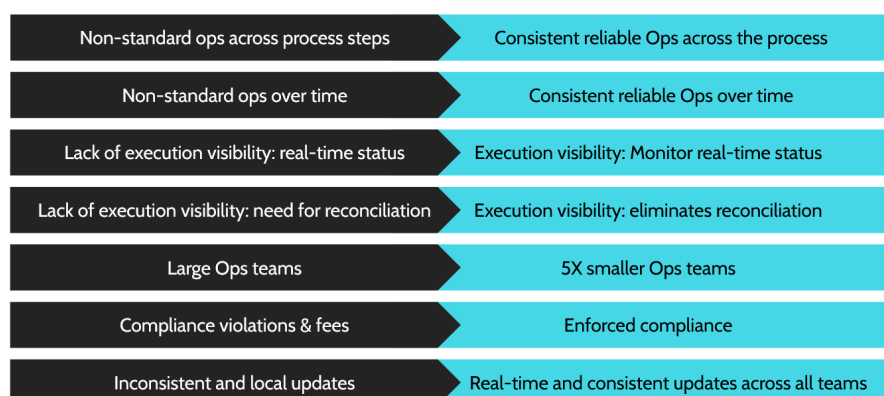 Non-standard ops across process steps
Consistent reliable Ops across the process
Non-standard ops over time
Consistent reliable Ops over time
Lack of execution visibility: real-time status
Execution visibility: Monitor real-time status
Lack of execution visibility: need for reconciliation
Execution visibility: eliminates reconciliation
Large Ops teams
5X smaller Ops teams
Compliance violations & fees
Enforced compliance
Inconsistent and local updates
Real-time and consistent updates across all teams